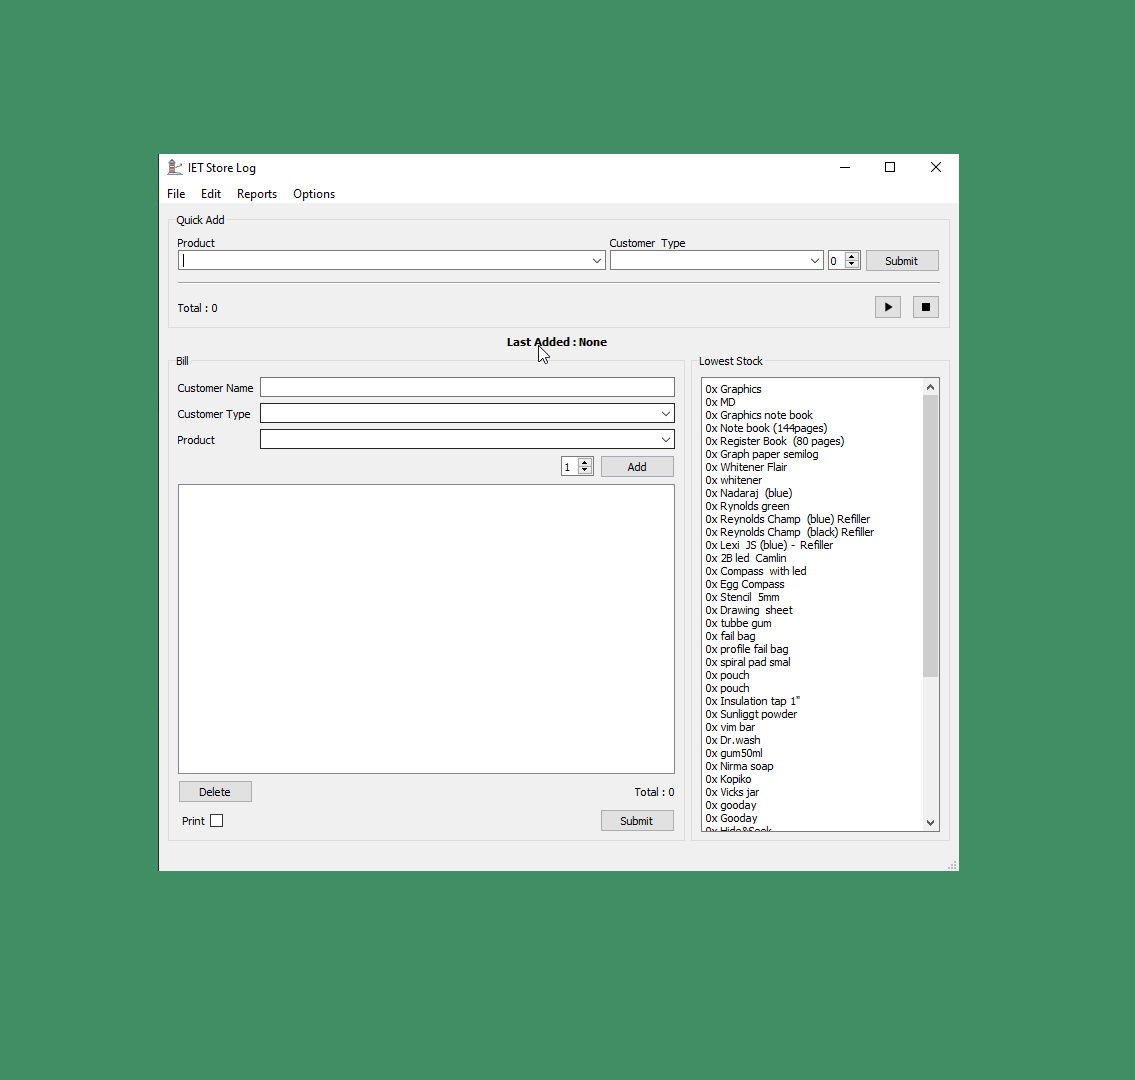 IET Store Log
File Edit Reports Options
Quick Add
Product Customer Type
0 Submit
Total : 0
Last Added : None
Bill
Customer Name
Customer Type
Product
1 Add
Delete Total : 0
Print Submit
Lowest Stock
0x Graphics
0x MD
0x Graphics note book
0x Note book (144pages)
0x Register Book (80 pages)
0x Graph paper semilog
0x Whitener Flair
0x whitener
0x Nadaraj (blue)
0x Rynolds green
0x Reynolds Champ (blue) Refiller
0x Reynolds Champ (black) Refiller
0x Lexi JS (blue) - Refiller
0x 2B led Camlin
0x Compass with led
0x Egg Compass
0x Stencil 5mm
0x Drawing sheet
0x tubbe gum
0x fail bag
0x profile fail bag
0x spiral pad smal
0x pouch
0x pouch
0x Insulation tap 1"
0x Sunliggt powder
0x vim bar
0x Dr.wash
0x gum50ml
0x Nirma soap
0x Kopiko
0x Vicks jar
0x gooday
0x Gooday
0x Hide&Seek